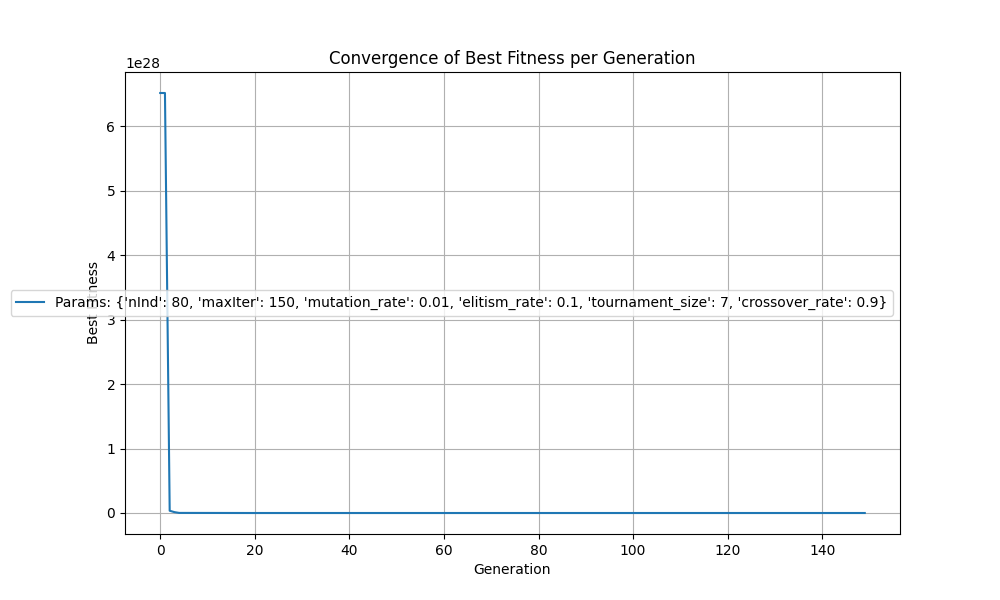 Convergence of Best Fitness per Generation
1e28
6
5
4
3
2
1
0
Best
Params: {'nInd': 80, 'maxIter': 150, 'mutation_rate': 0.01, 'elitism_rate': 0.1, 'tournament_size': 7, 'crossover_rate': 0.9}
0 20 40 60 80 100 120 140
Generation